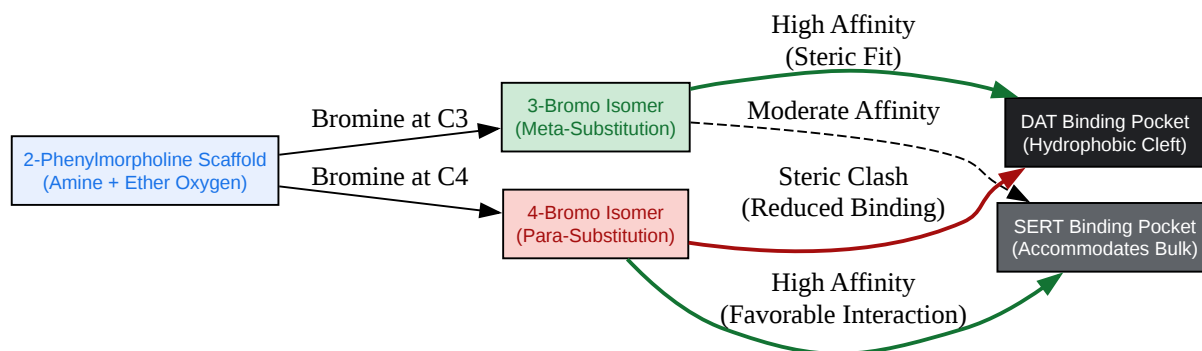 2-Phenylmorpholine Scaffold
(Amine + Ether Oxygen)
Bromine at C3
Bromine at C4
3-Bromo Isomer
(Meta-Substitution)
4-Bromo Isomer
(Para-Substitution)
High Affinity
(Steric Fit)
Moderate Affinity
Steric Clash
(Reduced Binding)
High Affinity
(Favorable Interaction)
DAT Binding Pocket
(Hydrophobic Cleft)
SERT Binding Pocket
(Accommodates Bulk)